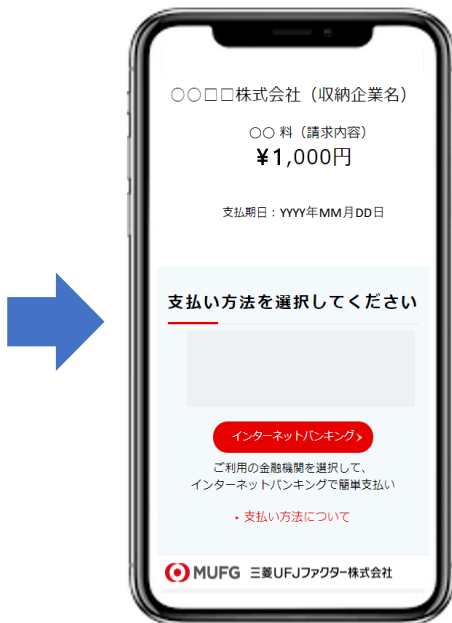 〇〇□□株式会社（収納企業名）
〇〇 料（請求内容）
¥1,000円
支払期日：YYYY年MM月DD日
支払い方法を選択してください
インターネットバンキング
ご利用の金融機関を選択して、
インターネットバンキングで簡単支払い
支払い方法について
MUFG 三菱UFJファクター株式会社